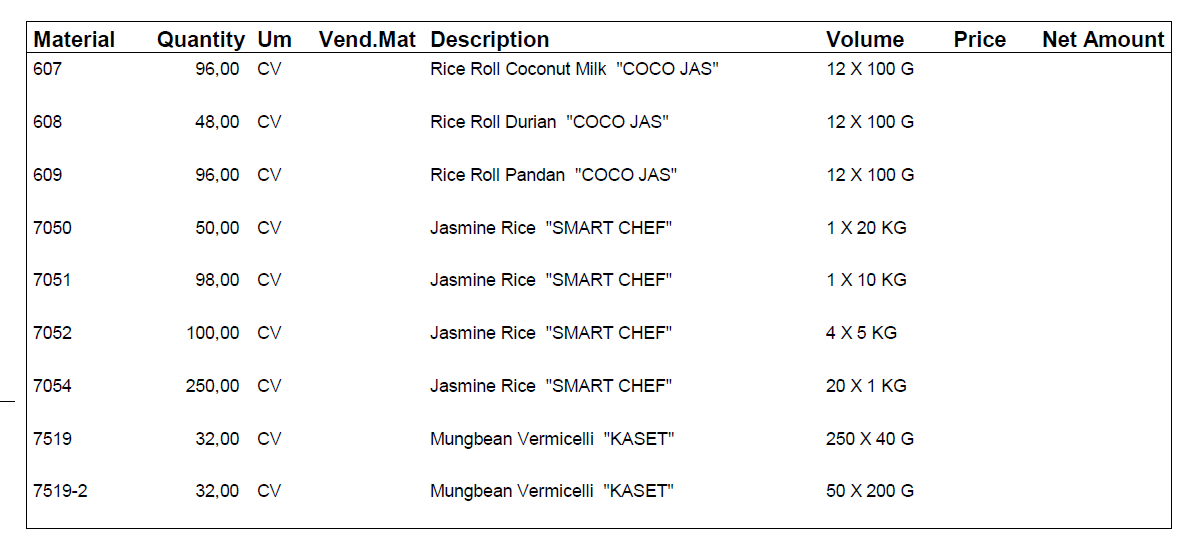 Material Quantity Um Vend.Mat Description Volume Price Net Amount
607 96,00 CV Rice Roll Coconut Milk "COCO JAS" 12 X 100 G
608 48,00 CV Rice Roll Durian "COCO JAS" 12 X 100 G
609 96,00 CV Rice Roll Pandan "COCO JAS" 12 X 100 G
7050 50,00 CV Jasmine Rice "SMART CHEF" 1 X 20 KG
7051 98,00 CV Jasmine Rice "SMART CHEF" 1 X 10 KG
7052 100,00 CV Jasmine Rice "SMART CHEF" 4 X 5 KG
7054 250,00 CV Jasmine Rice "SMART CHEF" 20 X 1 KG
7519 32,00 CV Mungbean Vermicelli "KASET" 250 X 40 G
7519-2 32,00 CV Mungbean Vermicelli "KASET" 50 X 200 G